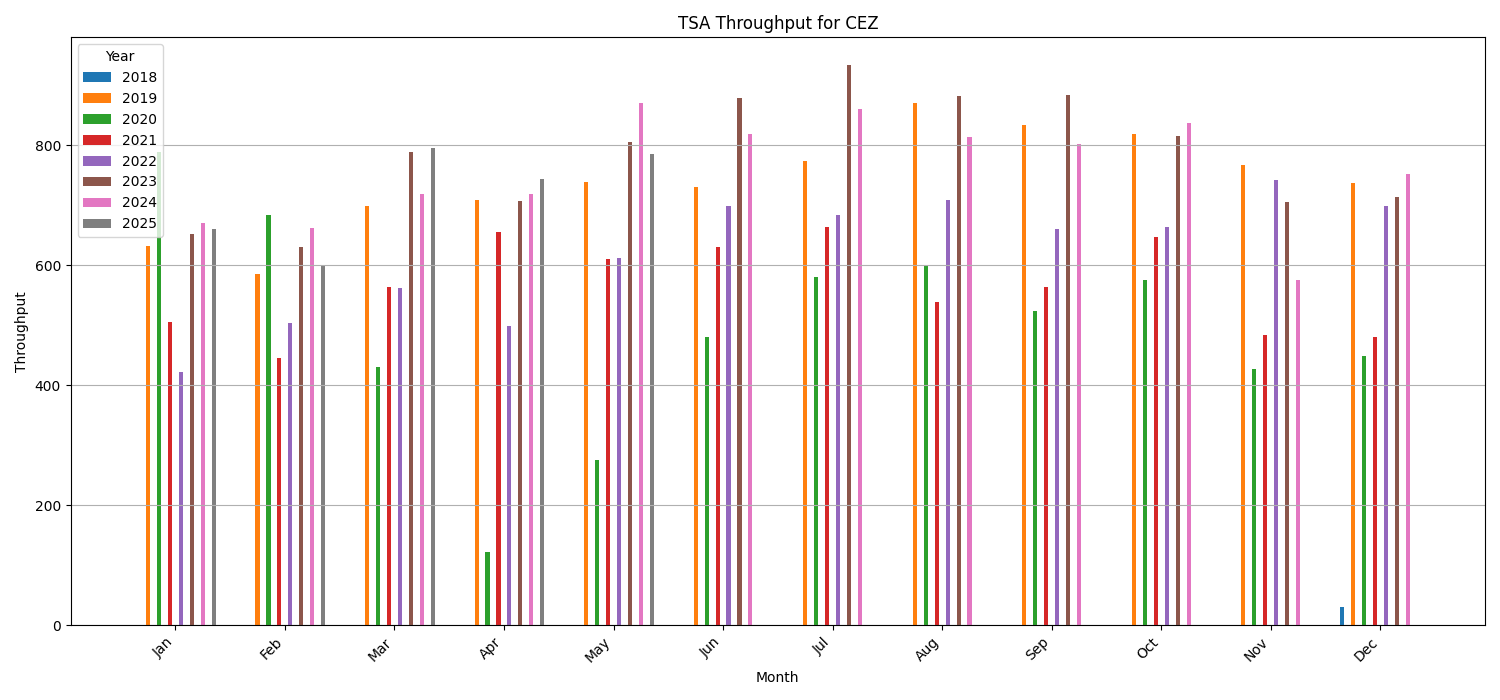 TSA Throughput for CEZ
Year
2018
2019
2020
2021
2022
2023
2024
2025
Throughput
800
600
400
200
0
Jan
Feb
Mar
Apr
May
Jun
Jul
Aug
Sep
Oct
Nov
Dec
Month